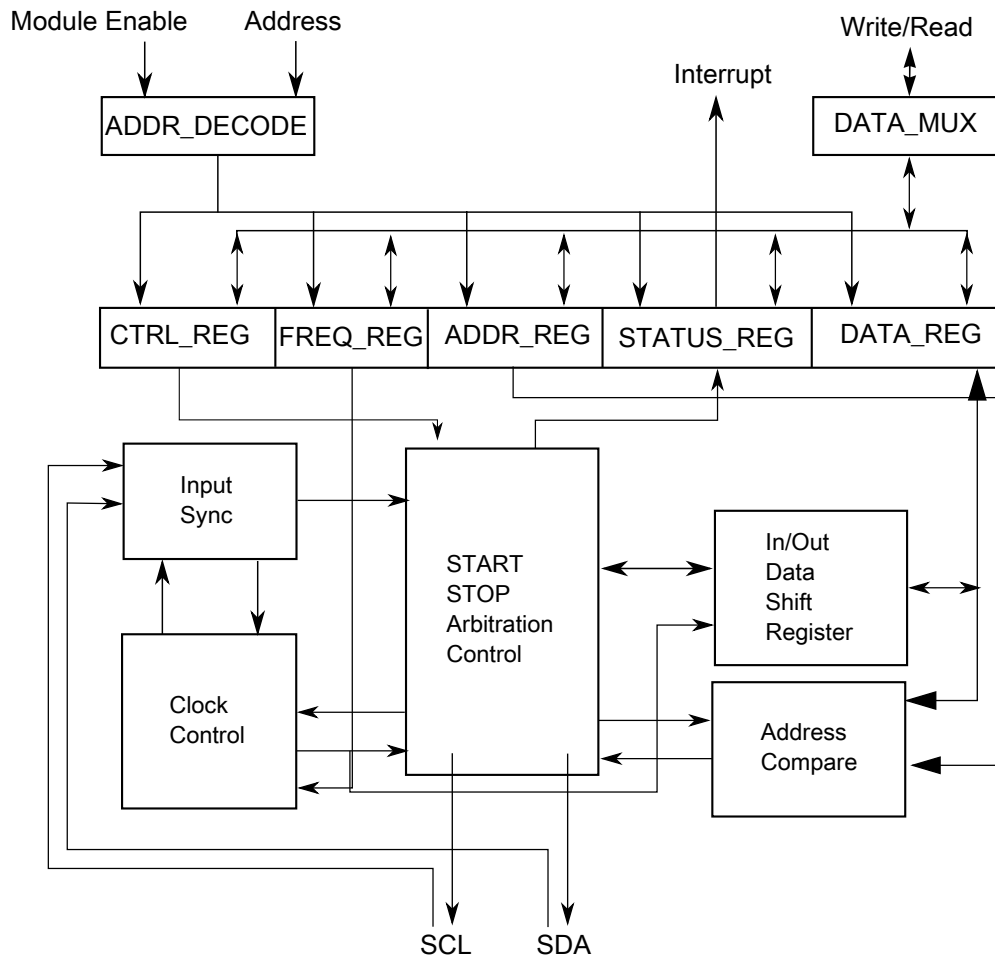 Module Enable
Address
Write/Read
Interrupt
ADDR_DECODE
DATA_MUX
CTRL_REG
FREQ_REG
ADDR_REG
STATUS_REG
DATA_REG
Input
Sync
START
STOP
Arbitration
Control
In/Out
Data
Shift
Register
Clock
Control
Address
Compare
SCL
SDA